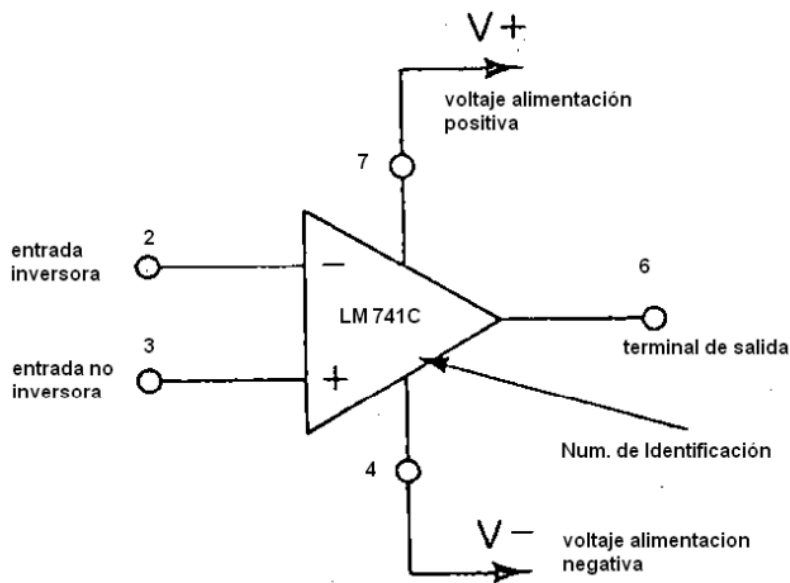 V+
voltaje alimentación
positiva
7
entrada
inversora
2
−
LM 741C
6
terminal de salida
entrada no
inversora
3
+
Num. de Identificación
4
V−
voltaje alimentacion
negativa